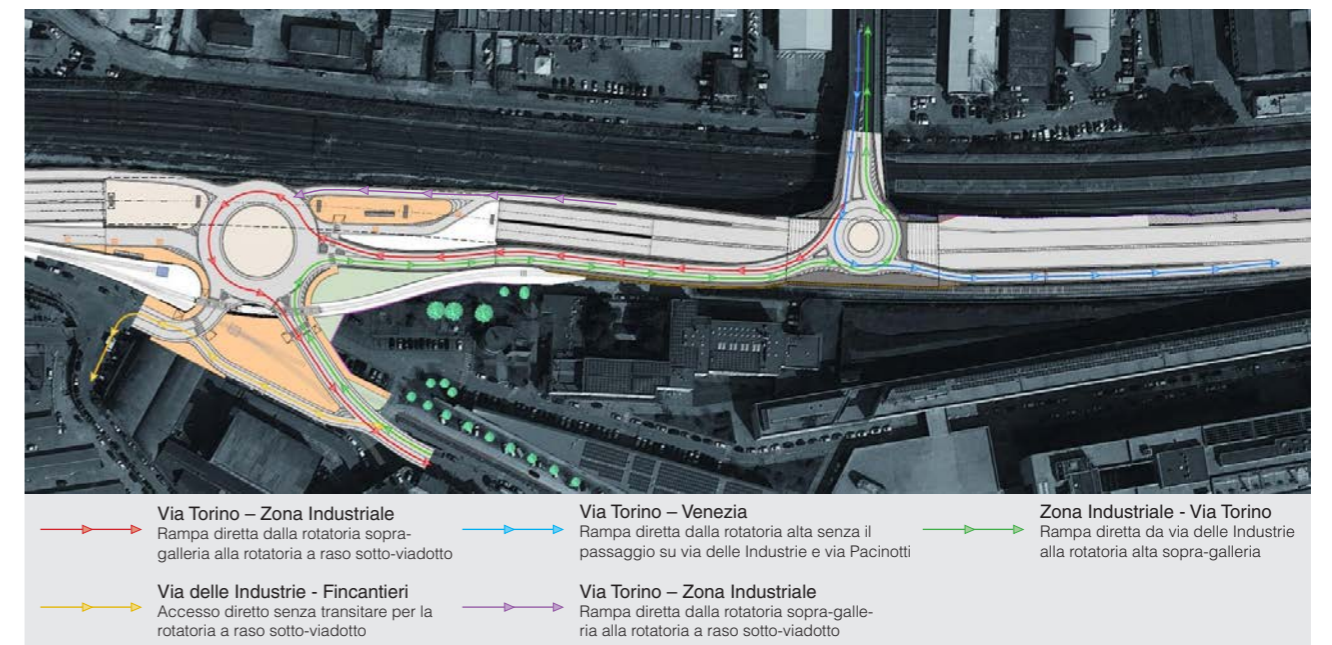 Via Torino – Zona Industriale
Rampa diretta dalla rotatoria sopra-
galleria alla rotatoria a raso sotto-viadotto
Via Torino – Venezia
Rampa diretta dalla rotatoria alta senza il
passaggio su via delle Industrie e via Pacinotti
Zona Industriale - Via Torino
Rampa diretta da via delle Industrie
alla rotatoria alta sopra-galleria
Via delle Industrie - Fincantieri
Accesso diretto senza transitare per la
rotatoria a raso sotto-viadotto
Via Torino – Zona Industriale
Rampa diretta dalla rotatoria sopra-galle-
ria alla rotatoria a raso sotto-viadotto